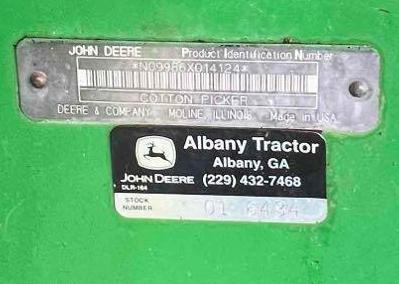 JOHN DEERE Product Identification Number
*N09986X014124*
COTTON PICKER
DEERE & COMPANY MOLINE, ILLINOIS Made in USA
Albany Tractor
Albany, GA
JOHN DEERE (229) 432-7468
DLR-164
STOCK NUMBER 01 6434